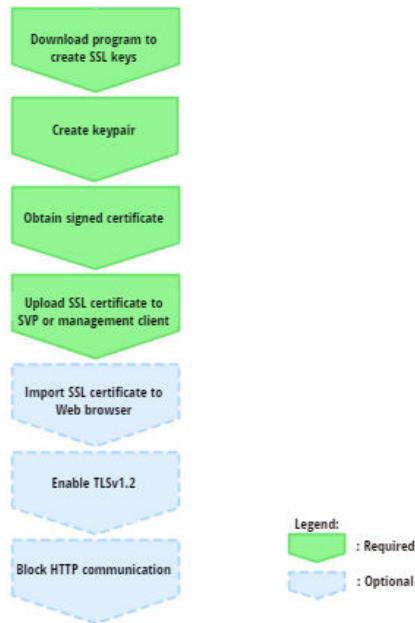 Download program to
create SSL keys
Create keypair
Obtain signed certificate
Upload SSL certificate to
SVP or management client
Import SSL certificate to
Web browser
Enable TLSv1.2
Block HTTP communication
Legend:
: Required
: Optional